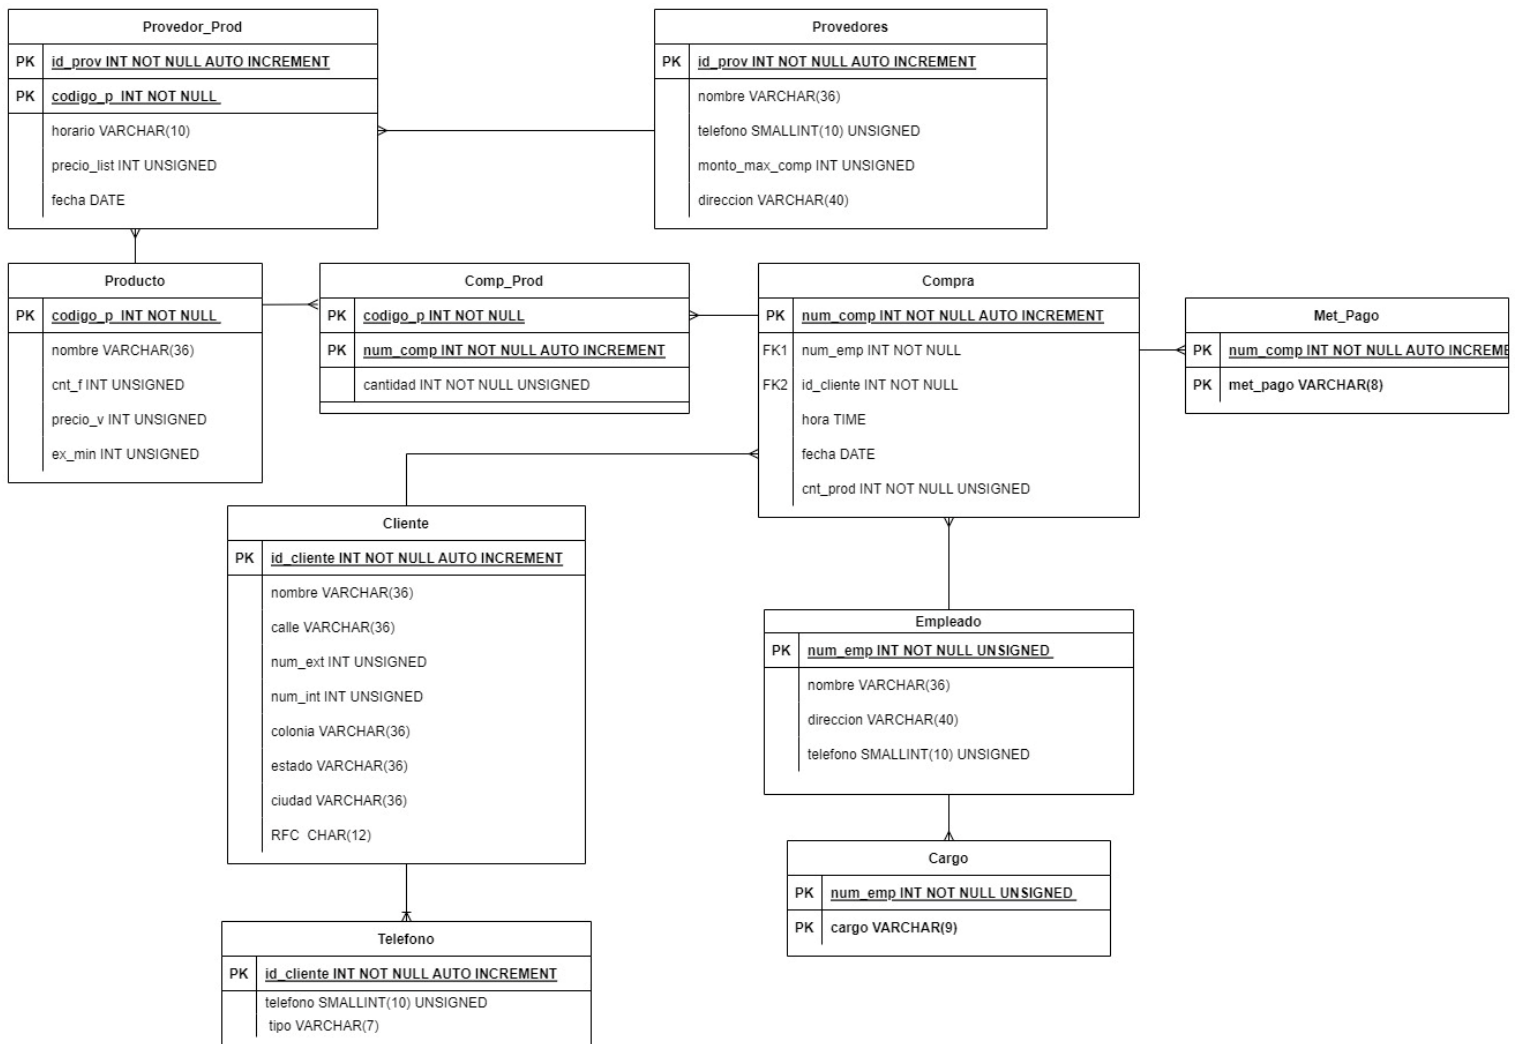 Provedor_Prod
PK id_prov INT NOT NULL AUTO INCREMENT
PK codigo_p INT NOT NULL
horario VARCHAR(10)
precio_list INT UNSIGNED
fecha DATE
Provedores
PK id_prov INT NOT NULL AUTO INCREMENT
nombre VARCHAR(36)
telefono SMALLINT(10) UNSIGNED
monto_max_comp INT UNSIGNED
direccion VARCHAR(40)
Producto
PK codigo_p INT NOT NULL
nombre VARCHAR(36)
cnt_f INT UNSIGNED
precio_v INT UNSIGNED
ex_min INT UNSIGNED
Comp_Prod
PK codigo_p INT NOT NULL
PK num_comp INT NOT NULL AUTO INCREMENT
cantidad INT NOT NULL UNSIGNED
Compra
PK num_comp INT NOT NULL AUTO INCREMENT
FK1 num_emp INT NOT NULL
FK2 id_cliente INT NOT NULL
hora TIME
fecha DATE
cnt_prod INT NOT NULL UNSIGNED
Met_Pago
PK num_comp INT NOT NULL AUTO INCREME
PK met_pago VARCHAR(8)
Cliente
PK id_cliente INT NOT NULL AUTO INCREMENT
nombre VARCHAR(36)
calle VARCHAR(36)
num_ext INT UNSIGNED
num_int INT UNSIGNED
colonia VARCHAR(36)
estado VARCHAR(36)
ciudad VARCHAR(36)
RFC CHAR(12)
Empleado
PK num_emp INT NOT NULL UNSIGNED
nombre VARCHAR(36)
direccion VARCHAR(40)
telefono SMALLINT(10) UNSIGNED
Cargo
PK num_emp INT NOT NULL UNSIGNED
PK cargo VARCHAR(9)
Telefono
PK id_cliente INT NOT NULL AUTO INCREMENT
telefono SMALLINT(10) UNSIGNED
tipo VARCHAR(7)